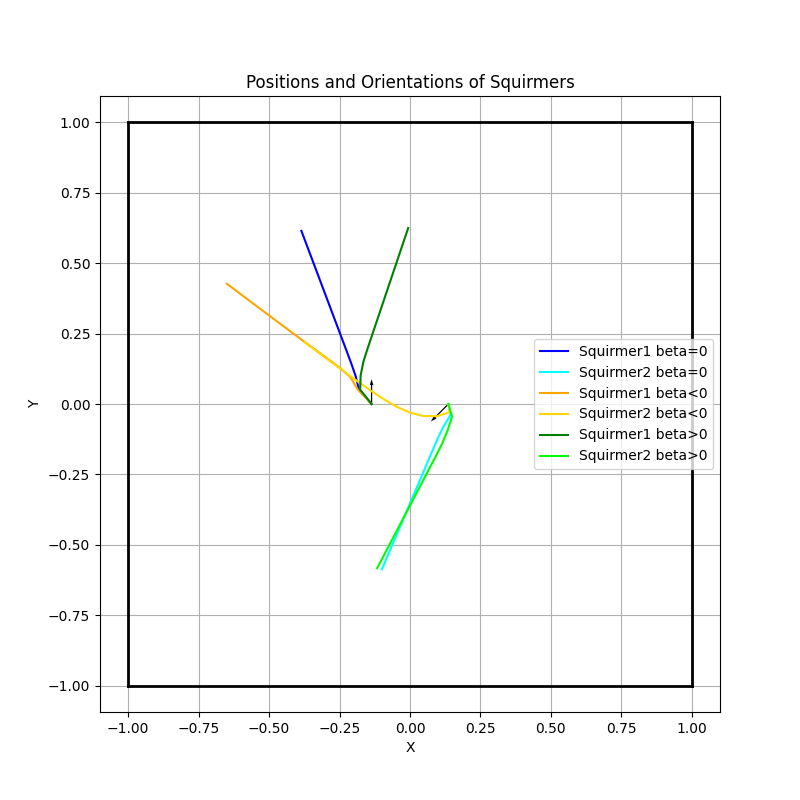 Positions and Orientations of Squirmers
1.00
0.75
0.50
0.25
0.00
−0.25
−0.50
−0.75
−1.00
Y
Squirmer1 beta=0
Squirmer2 beta=0
Squirmer1 beta<0
Squirmer2 beta<0
Squirmer1 beta>0
Squirmer2 beta>0
−1.00 −0.75 −0.50 −0.25 0.00 0.25 0.50 0.75 1.00
X